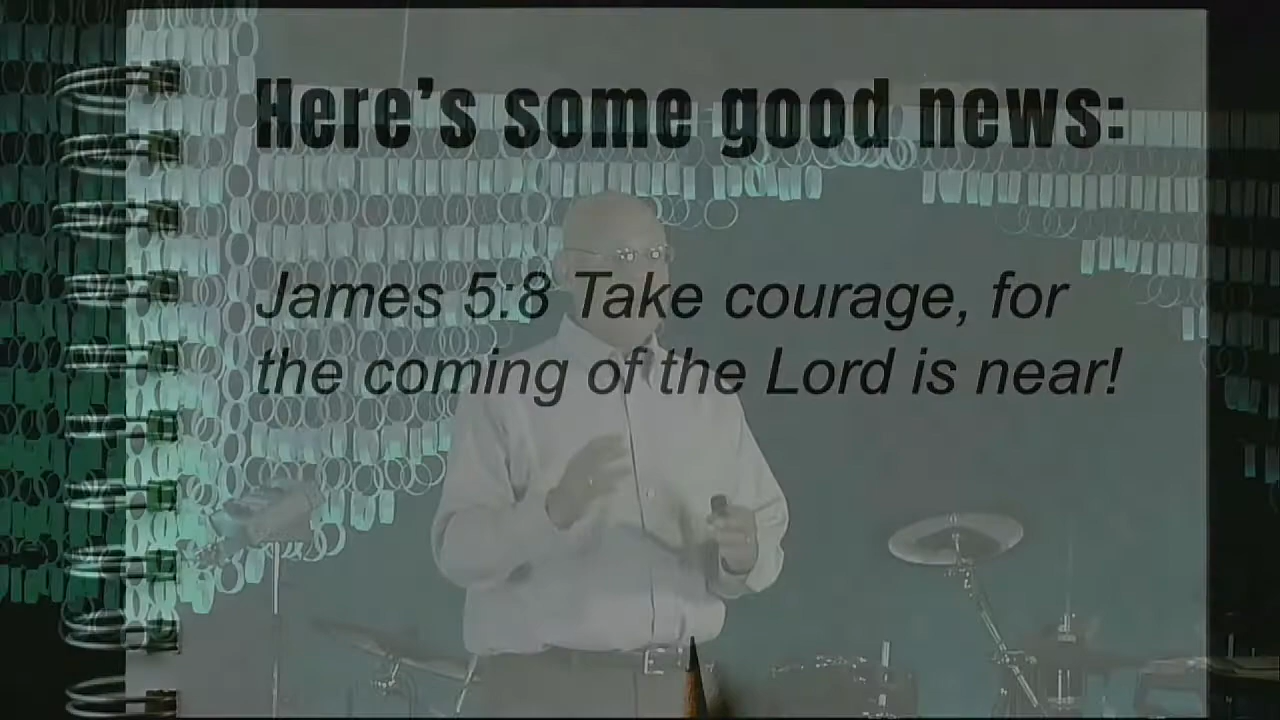 Here's some good news:
James 5:8 Take courage, for
the coming of the Lord is near!